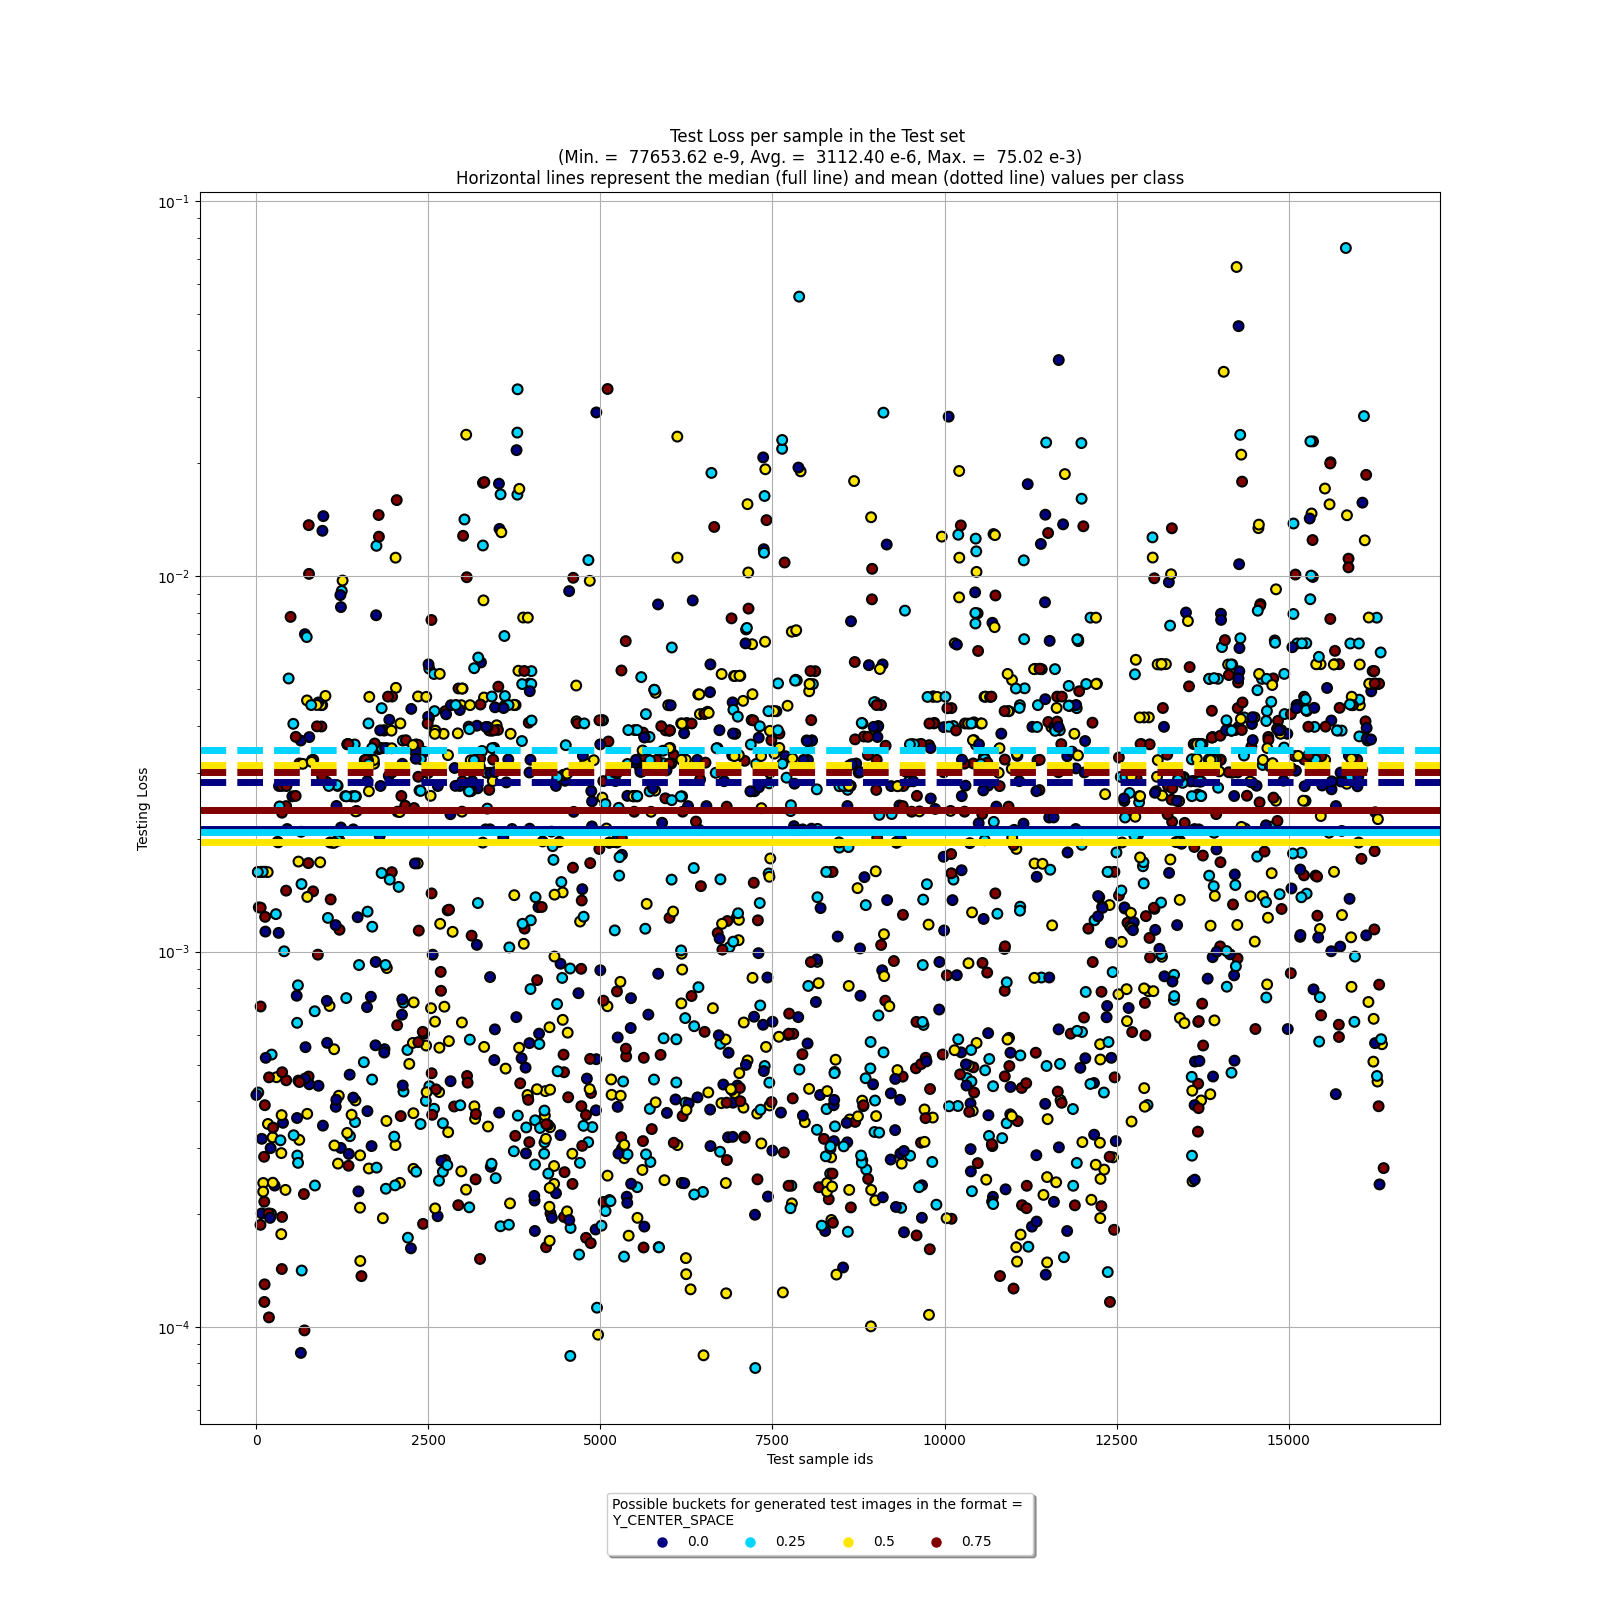 Test Loss per sample in the Test set
(Min. = 77653.62 e-9, Avg. = 3112.40 e-6, Max. = 75.02 e-3)
Horizontal lines represent the median (full line) and mean (dotted line) values per class
10⁻¹
10⁻²
10⁻³
10⁻⁴
Testing Loss
0 2500 5000 7500 10000 12500 15000
Test sample ids
Possible buckets for generated test images in the format =
Y_CENTER_SPACE
0.0 0.25 0.5 0.75